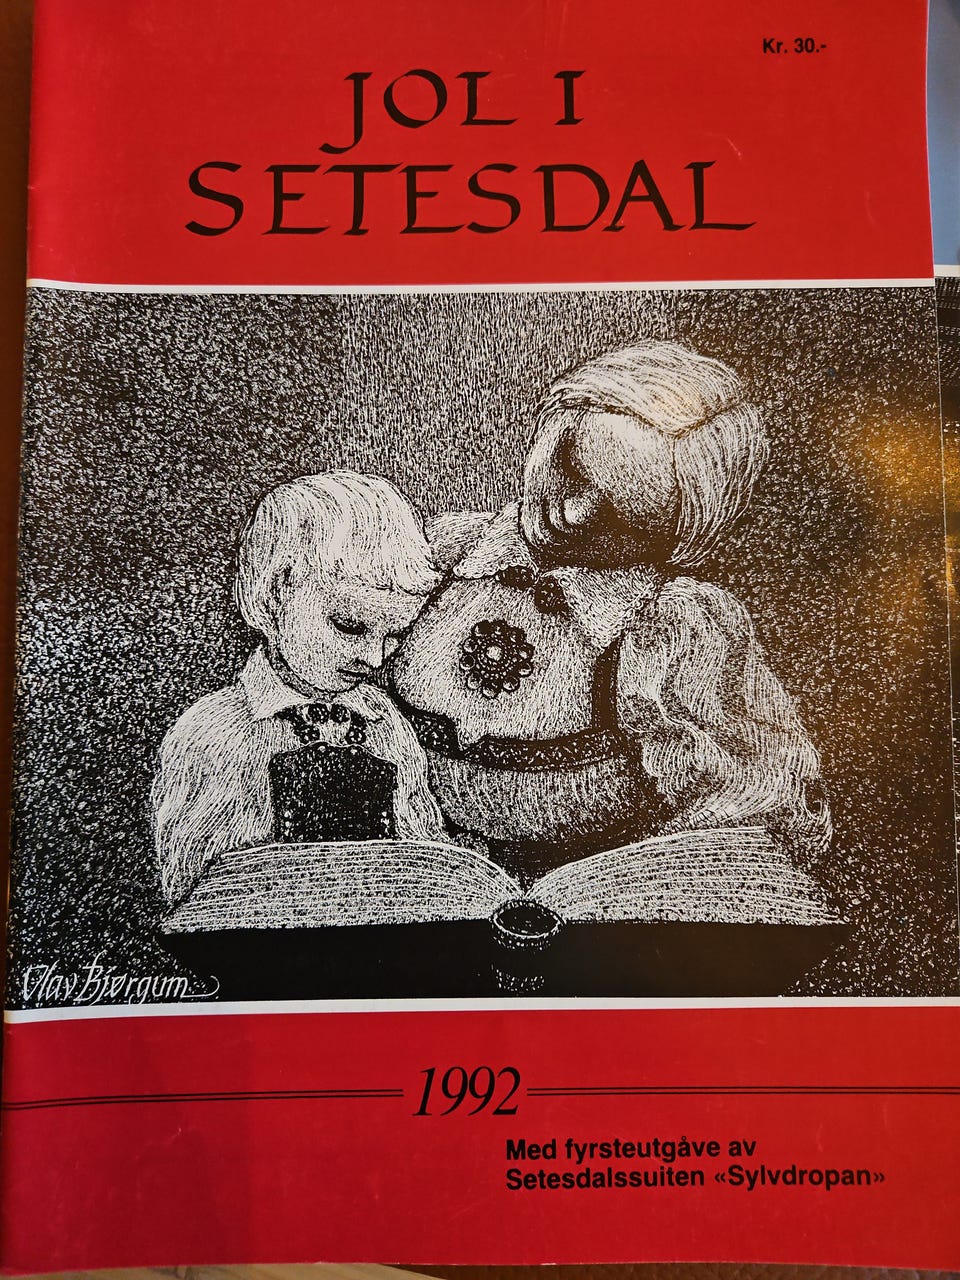 Kr. 30.-
JOL I
SETESDAL
Olav Bjørgum
1992
Med fyrsteutgåve av
Setesdalssuiten «Sylvdropan»